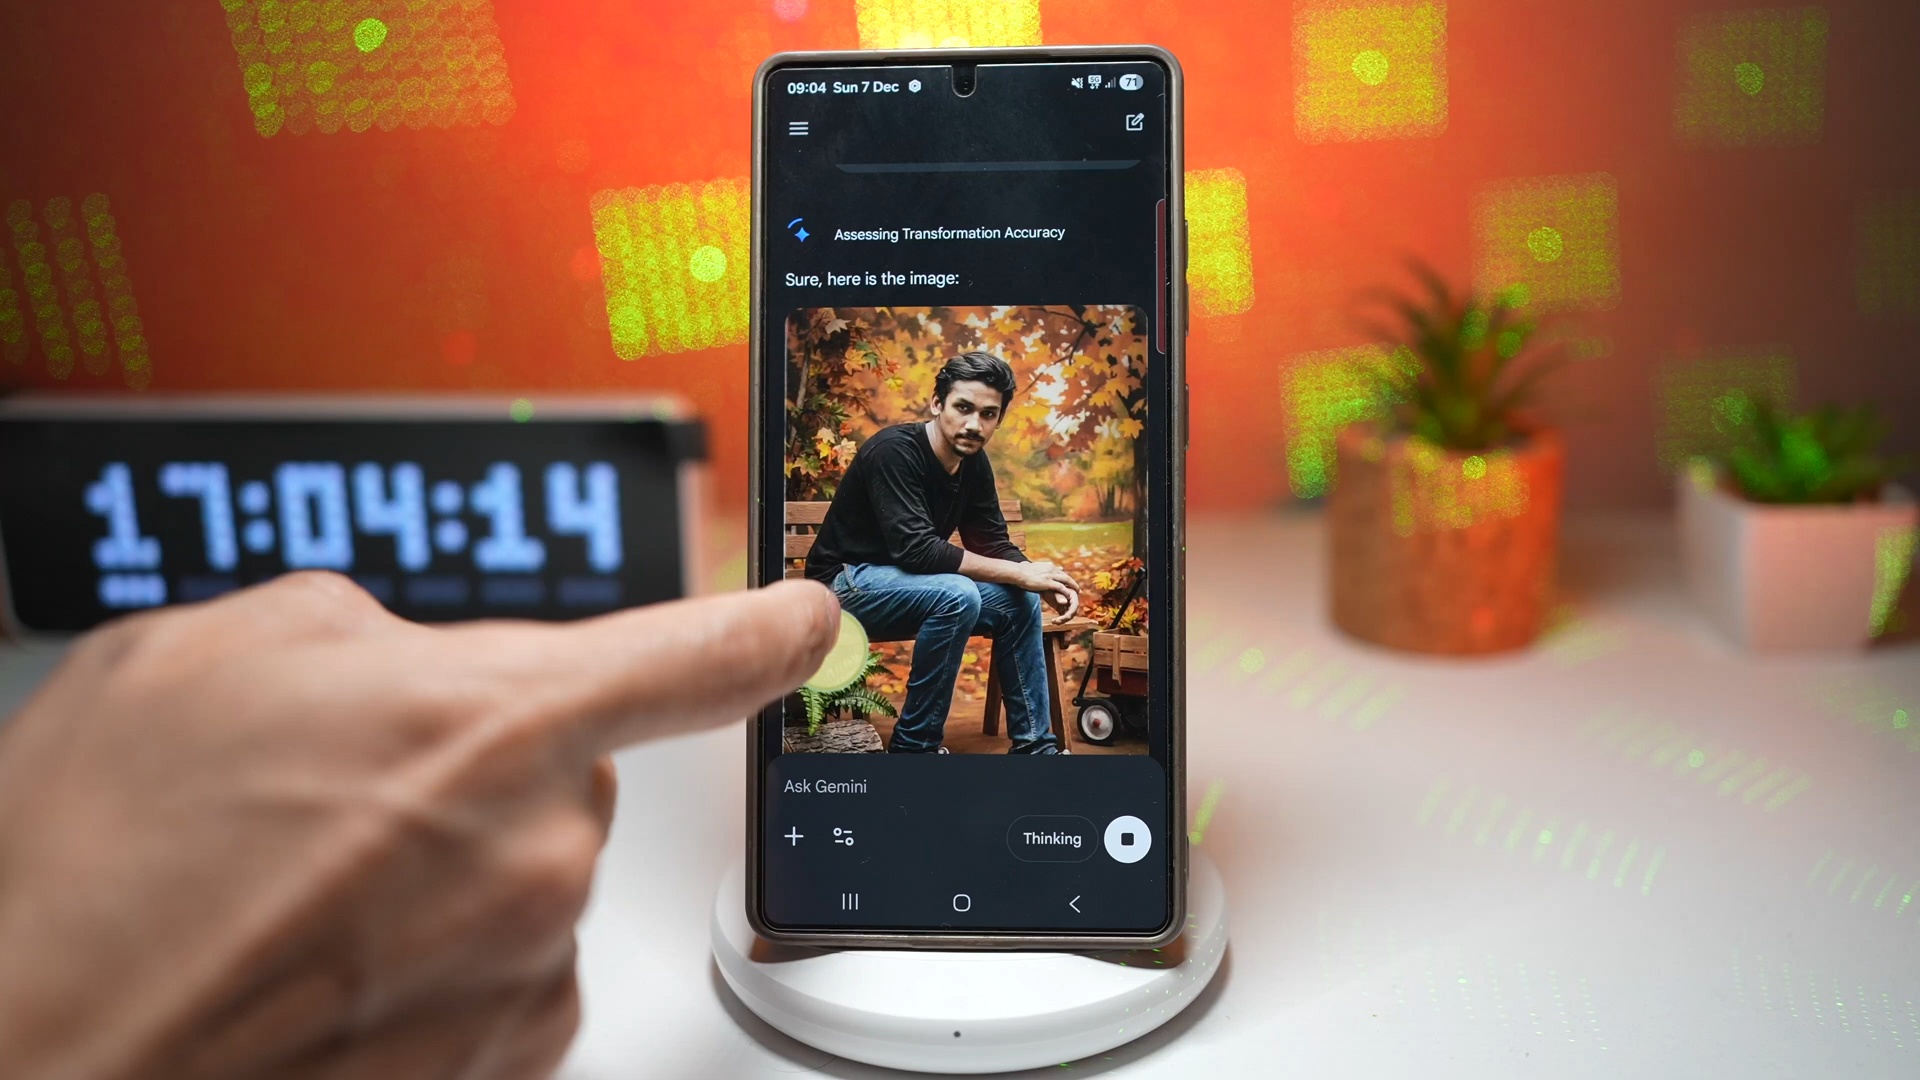 09:04 Sun 7 Dec
5G
71
Assessing Transformation Accuracy
Sure, here is the image:
17:04:14
Ask Gemini
Thinking